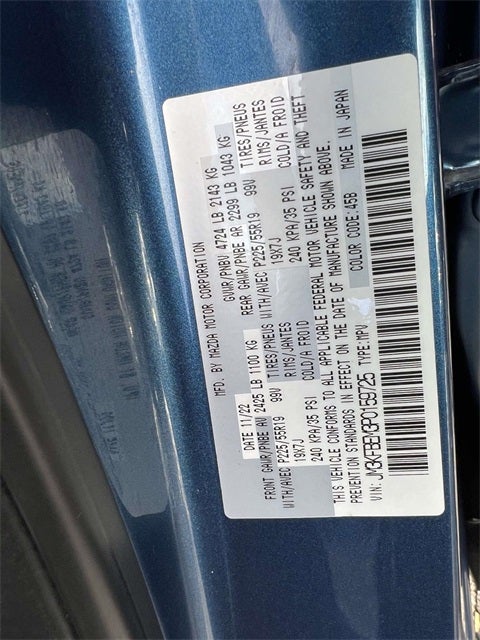 MFD. BY MAZDA MOTOR CORPORATION
DATE 11/22 GVWR/PNBV 4724 LB 2143 KG
FRONT GAWR/PNBE AV 2425 LB 1100 KG REAR GAWR/PNBE AR 2299 LB 1043 KG
WITH/AVEC P225/55R19 99V TIRES/PNEUS WITH/AVEC P225/55R19 99V TIRES/PNEUS
19X7J RIMS/JANTES 19X7J RIMS/JANTES
240 KPA/35 PSI COLD/A FROID 240 KPA/35 PSI COLD/A FROID
THIS VEHICLE CONFORMS TO ALL APPLICABLE FEDERAL MOTOR VEHICLE SAFETY AND THEFT
PREVENTION STANDARDS IN EFFECT ON THE DATE OF MANUFACTURE SHOWN ABOVE.
VIN: TYPE:MPV COLOR CODE:45B MADE IN JAPAN